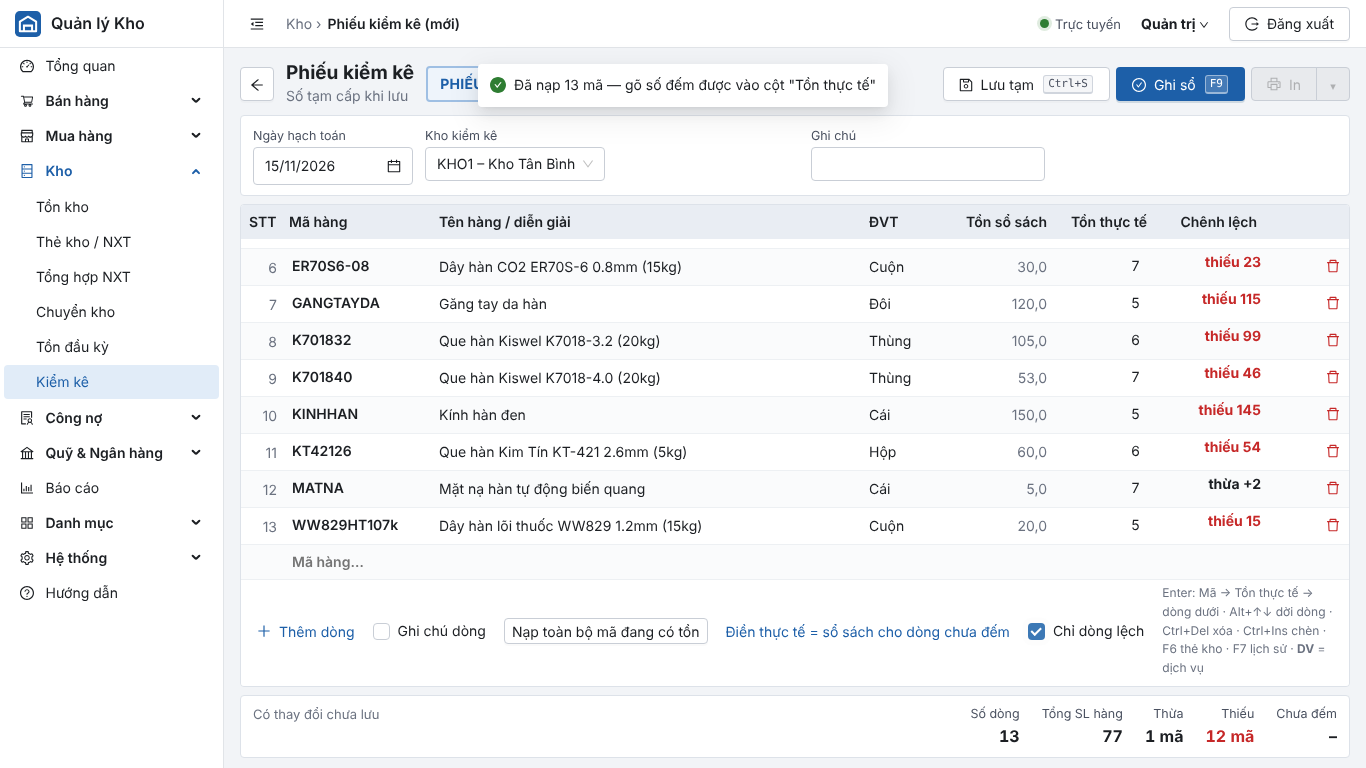 Quản lý Kho
Kho › Phiếu kiểm kê (mới)
Trực tuyến
Quản trị
Đăng xuất
Tổng quan
Bán hàng
Mua hàng
Kho
Tồn kho
Thẻ kho / NXT
Tổng hợp NXT
Chuyển kho
Tồn đầu kỳ
Kiểm kê
Công nợ
Quỹ & Ngân hàng
Báo cáo
Danh mục
Hệ thống
Hướng dẫn
Phiếu kiểm kê
Số tạm cấp khi lưu
Đã nạp 13 mã — gõ số đếm được vào cột "Tồn thực tế"
Lưu tạm Ctrl+S
Ghi sổ F9
In
Ngày hạch toán
15/11/2026
Kho kiểm kê
KHO1 – Kho Tân Bình
Ghi chú
STT Mã hàng Tên hàng / diễn giải ĐVT Tồn sổ sách Tồn thực tế Chênh lệch
6 ER70S6-08 Dây hàn CO2 ER70S-6 0.8mm (15kg) Cuộn 30,0 7 thiếu 23
7 GANGTAYDA Găng tay da hàn Đôi 120,0 5 thiếu 115
8 K701832 Que hàn Kiswel K7018-3.2 (20kg) Thùng 105,0 6 thiếu 99
9 K701840 Que hàn Kiswel K7018-4.0 (20kg) Thùng 53,0 7 thiếu 46
10 KINHHAN Kính hàn đen Cái 150,0 5 thiếu 145
11 KT42126 Que hàn Kim Tín KT-421 2.6mm (5kg) Hộp 60,0 6 thiếu 54
12 MATNA Mặt nạ hàn tự động biến quang Cái 5,0 7 thừa +2
13 WW829HT107k Dây hàn lõi thuốc WW829 1.2mm (15kg) Cuộn 20,0 5 thiếu 15
Mã hàng...
Thêm dòng
Ghi chú dòng
Nạp toàn bộ mã đang có tồn
Điền thực tế = sổ sách cho dòng chưa đếm
Chỉ dòng lệch
Enter: Mã → Tồn thực tế →
dòng dưới · Alt+↑↓ dời dòng ·
Ctrl+Del xóa · Ctrl+Ins chèn ·
F6 thẻ kho · F7 lịch sử · DV =
dịch vụ
Có thay đổi chưa lưu
Số dòng Tổng SL hàng Thừa Thiếu Chưa đếm
13 77 1 mã 12 mã –